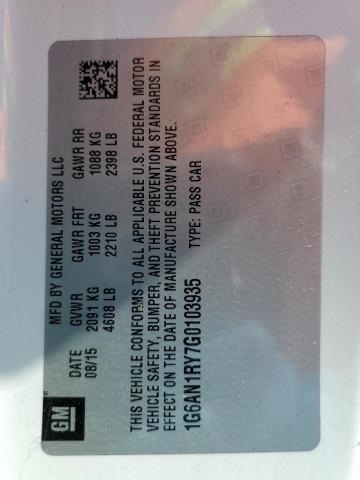 GM
MFD BY GENERAL MOTORS LLC
DATE GVWR GAWR FRT GAWR RR
08/15 2091 KG 1003 KG 1088 KG
4608 LB 2210 LB 2398 LB
THIS VEHICLE CONFORMS TO ALL APPLICABLE U.S. FEDERAL MOTOR
VEHICLE SAFETY, BUMPER, AND THEFT PREVENTION STANDARDS IN
EFFECT ON THE DATE OF MANUFACTURE SHOWN ABOVE.
1G6AN1RY7G0103935 TYPE: PASS CAR